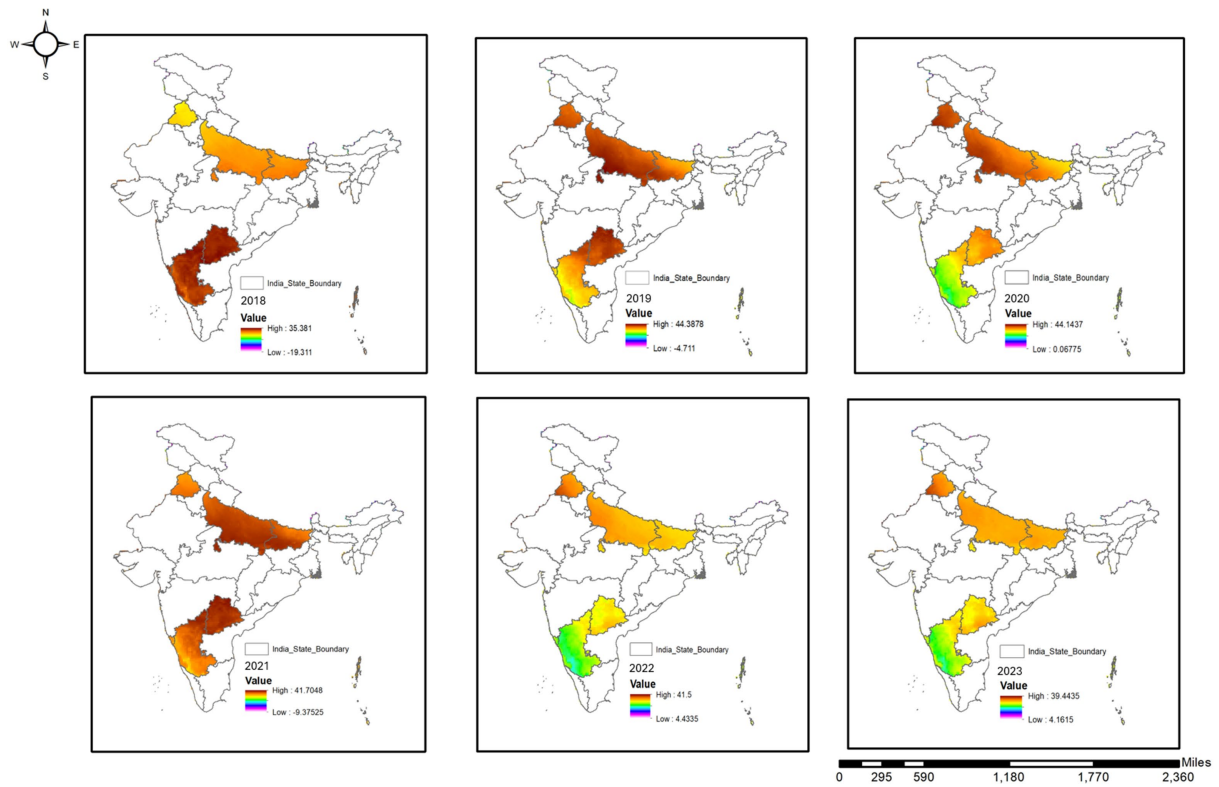 N
W E
S
India_State_Boundary
2018
Value
High : 35.381
Low : -19.311
India_State_Boundary
2019
Value
High : 44.3878
Low : -4.711
India_State_Boundary
2020
Value
High : 44.1437
Low : 0.06775
India_State_Boundary
2021
Value
High : 41.7048
Low : -9.37525
India_State_Boundary
2022
Value
High : 41.5
Low : 4.4335
India_State_Boundary
2023
Value
High : 39.4435
Low : 4.1615
Miles
0 295 590 1,180 1,770 2,360